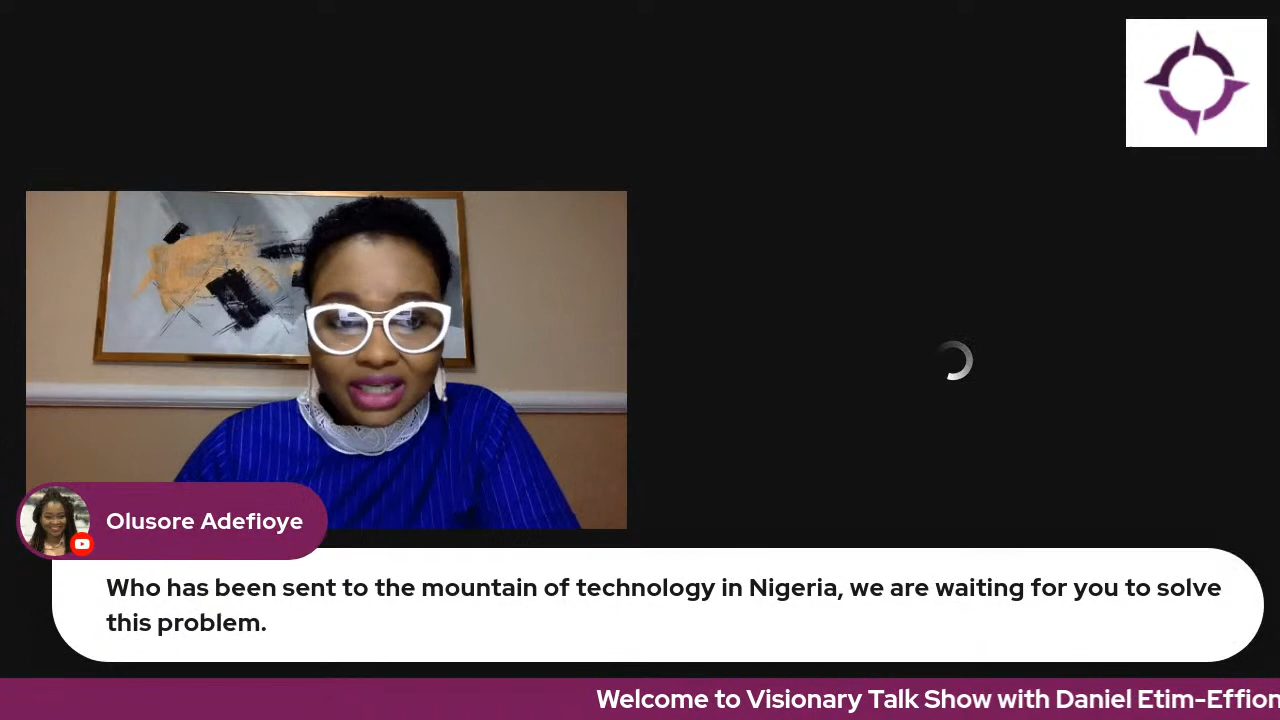 Olusore Adefioye
Who has been sent to the mountain of technology in Nigeria, we are waiting for you to solve
this problem.
Welcome to Visionary Talk Show with Daniel Etim-Effion